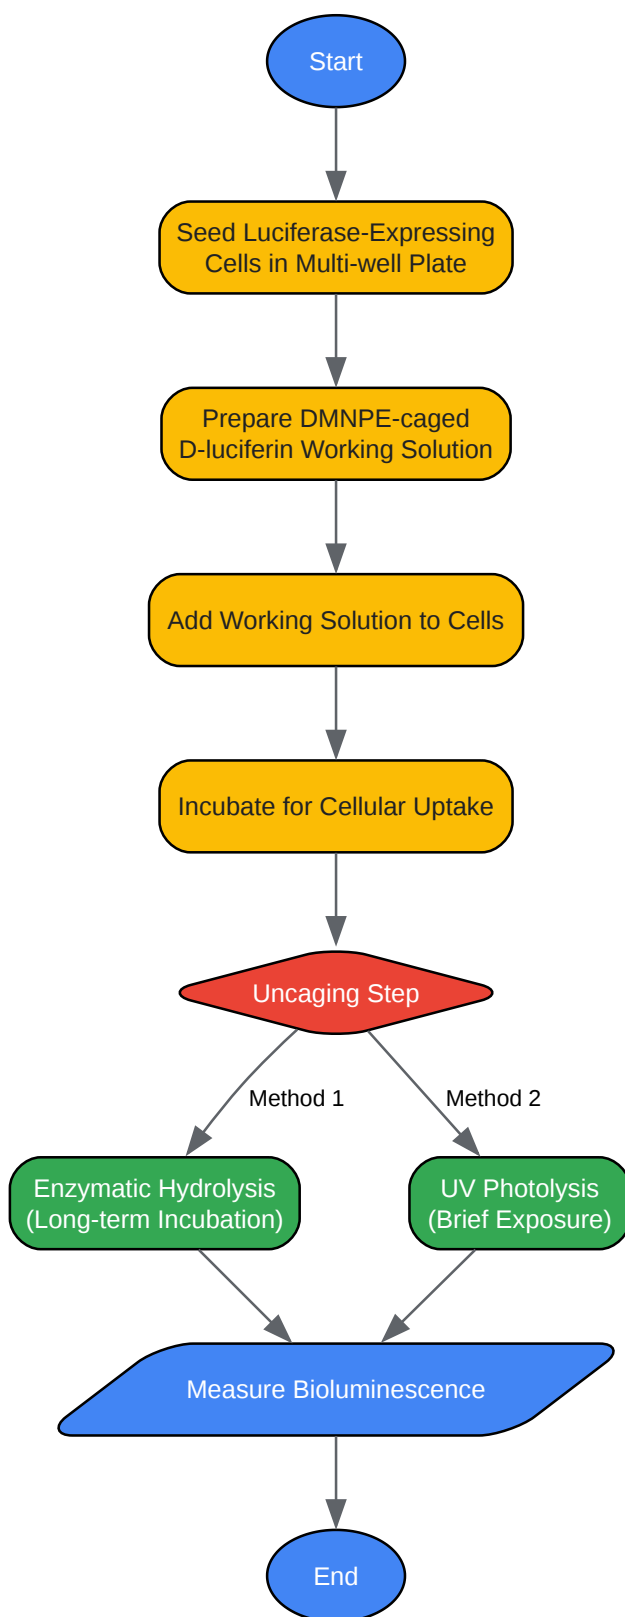 Start
Seed Luciferase-Expressing
Cells in Multi-well Plate
Prepare DMNPE-caged
D-luciferin Working Solution
Add Working Solution to Cells
Incubate for Cellular Uptake
Uncaging Step
Method 1
Method 2
Enzymatic Hydrolysis
(Long-term Incubation)
UV Photolysis
(Brief Exposure)
Measure Bioluminescence
End